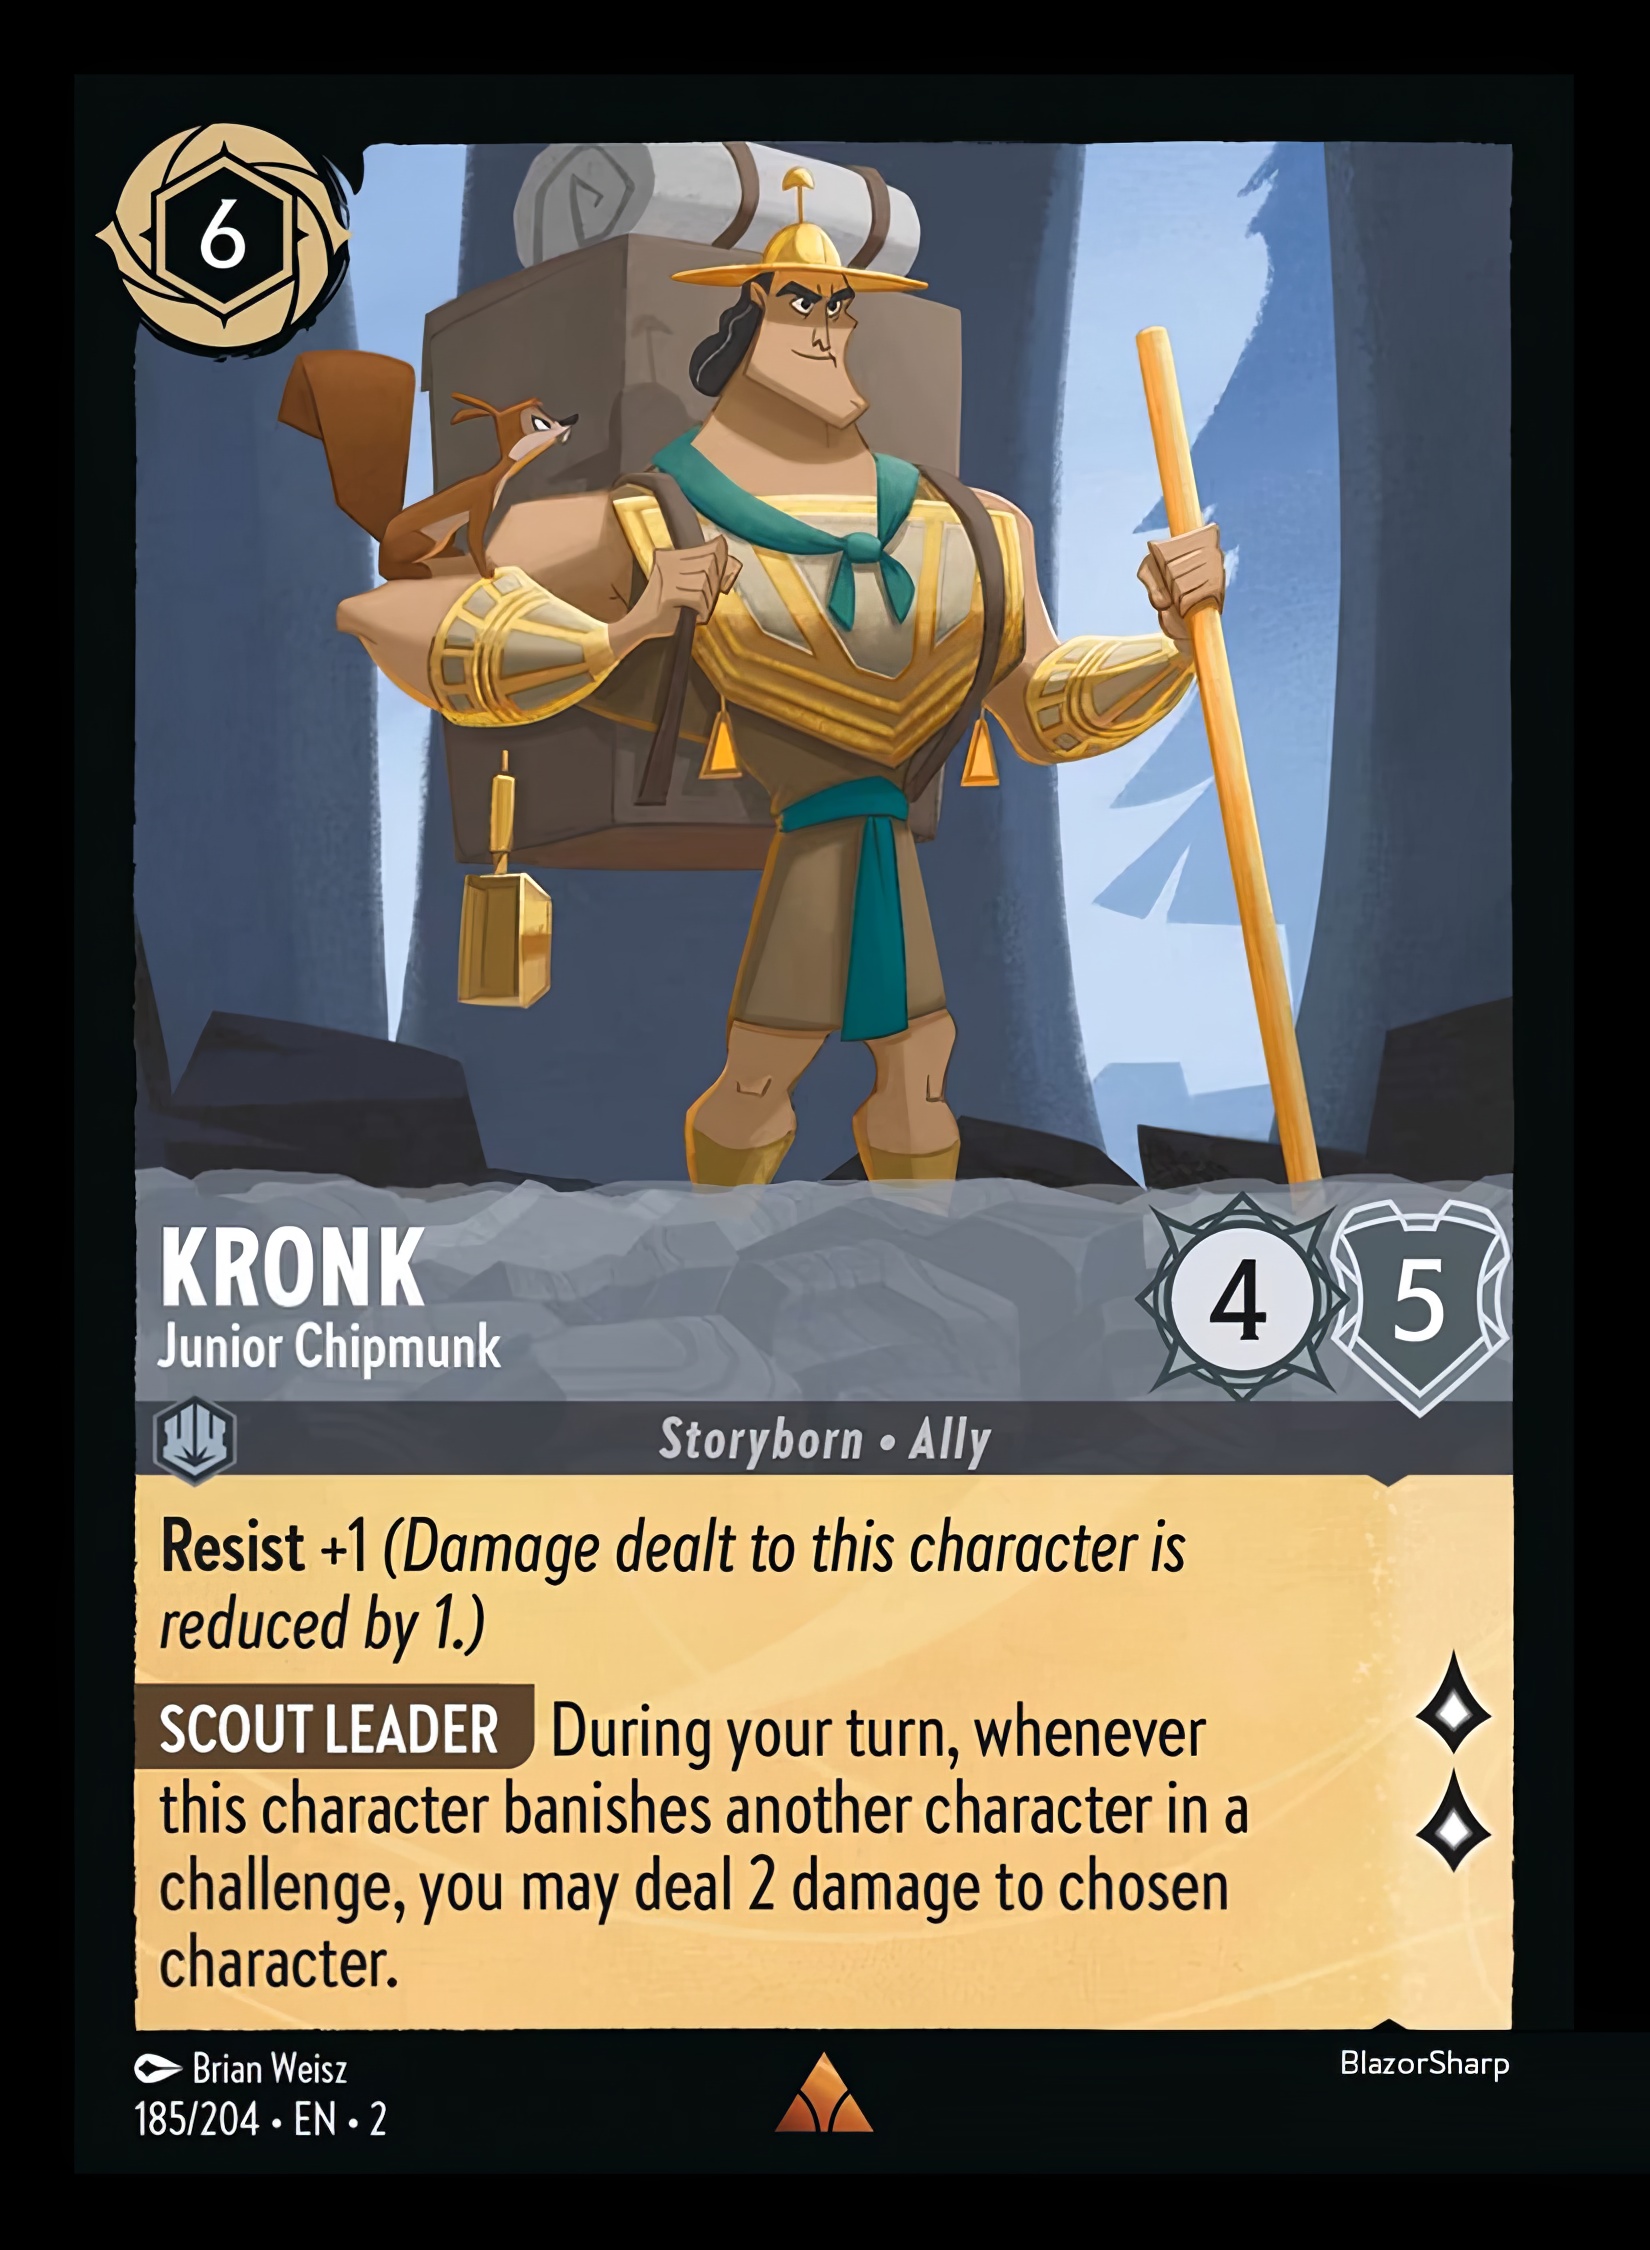 6
KRONK
Junior Chipmunk
4
5
Storyborn • Ally
Resist +1 (Damage dealt to this character is
reduced by 1.)
SCOUT LEADER During your turn, whenever
this character banishes another character in a
challenge, you may deal 2 damage to chosen
character.
Brian Weisz
185/204 • EN • 2
BlazorSharp